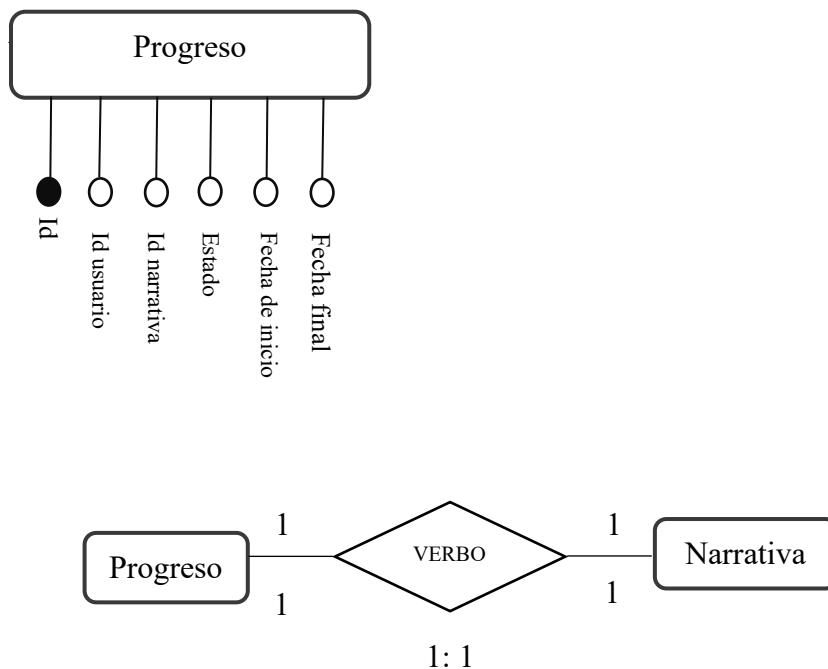 Progreso
Id
Id usuario
Id narrativa
Estado
Fecha de inicio
Fecha final
1
1
VERBO
Progreso
Narrativa
1
1
1: 1